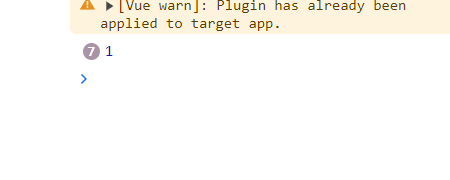 [Vue warn]: Plugin has already been
applied to target app.
7 1